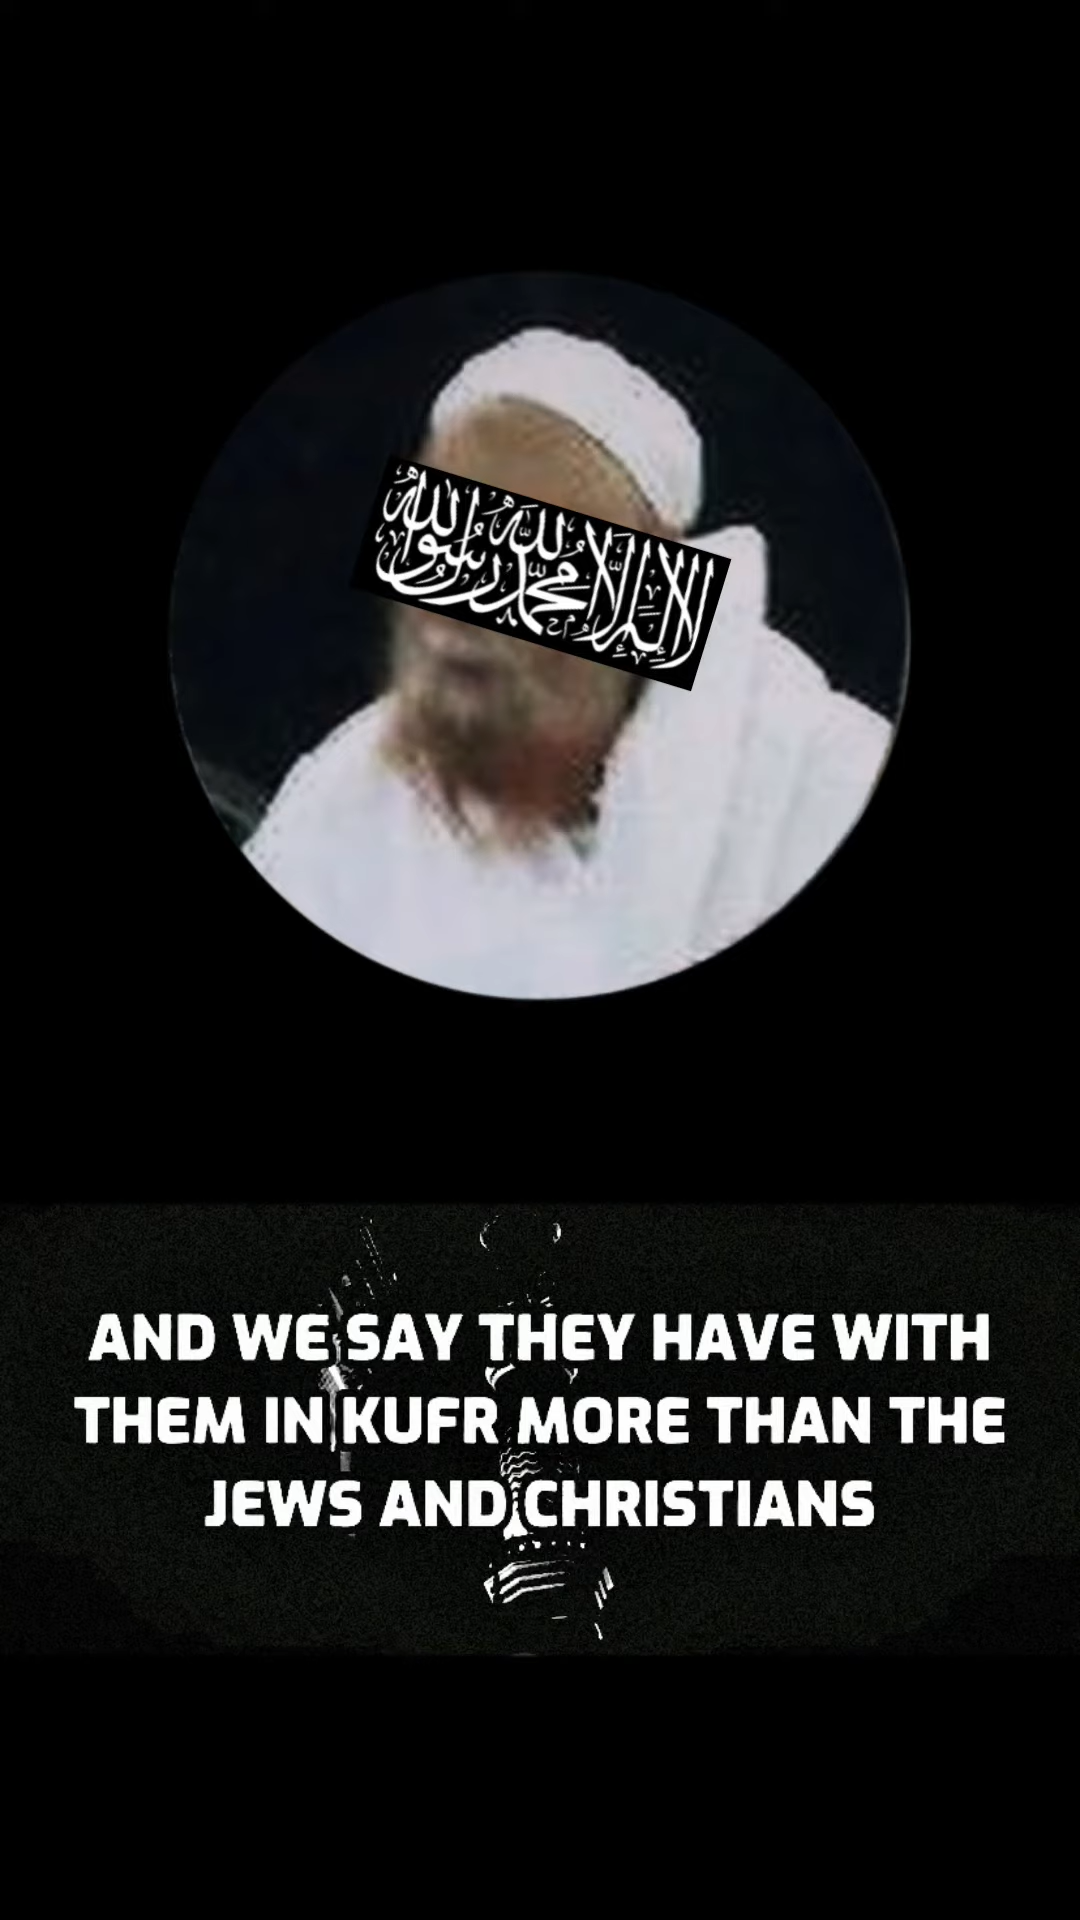 لا إله إلا الله محمد رسول الله
AND WE SAY THEY HAVE WITH
THEM IN KUFR MORE THAN THE
JEWS AND CHRISTIANS